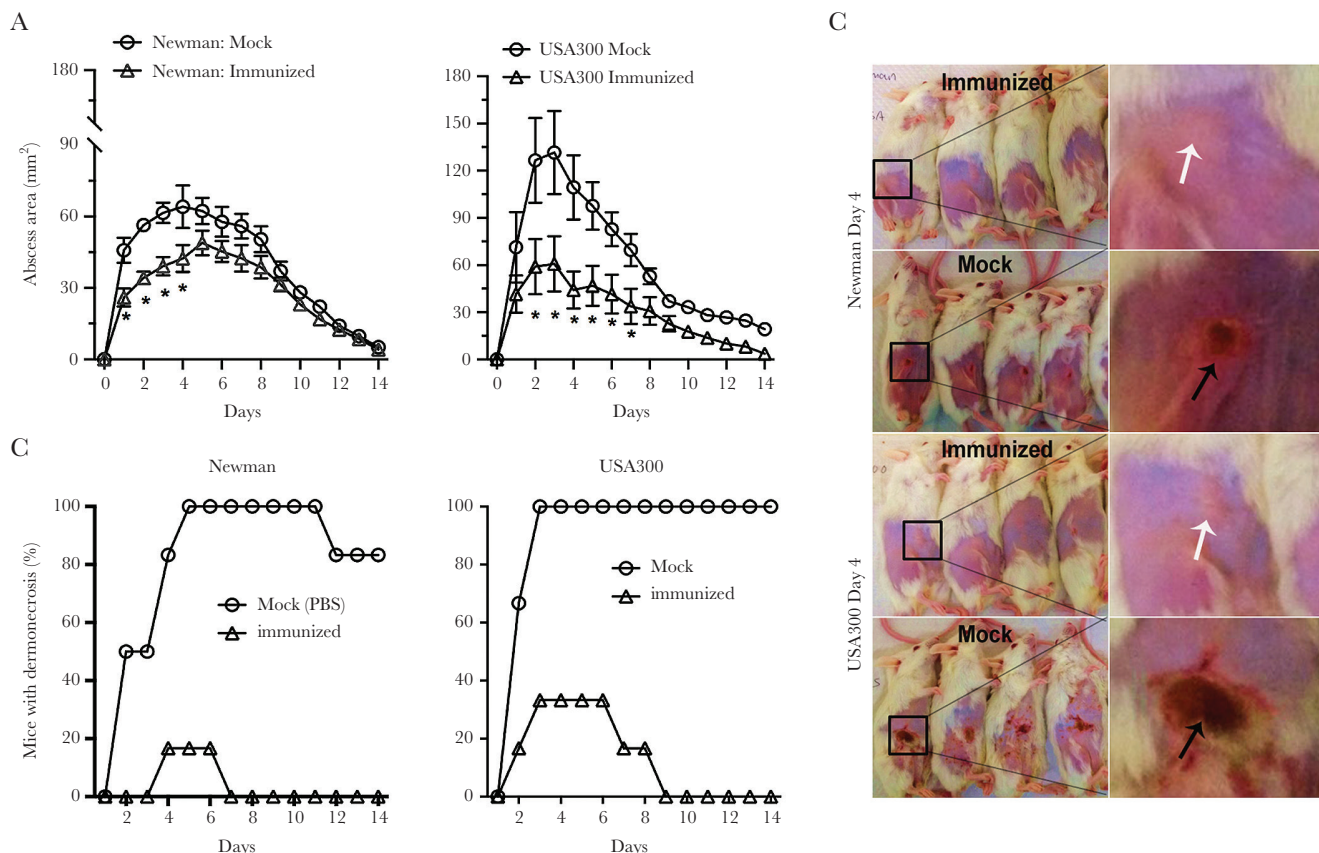 A
Newman: Mock
Newman: Immunized
Abscess area (mm²)
180
90
60
30
0
* * * *
0 2 4 6 8 10 12 14
Days
USA300 Mock
USA300 Immunized
180
150
120
90
60
30
0
* * * * * *
0 2 4 6 8 10 12 14
Days
C
Newman
Mice with dermonecrosis (%)
100
80
60
40
20
0
Mock (PBS)
immunized
2 4 6 8 10 12 14
Days
USA300
100
80
60
40
20
0
Mock
immunized
2 4 6 8 10 12 14
Days
C
Newman Day 4
Immunized
Mock
USA300 Day 4
Immunized
Mock